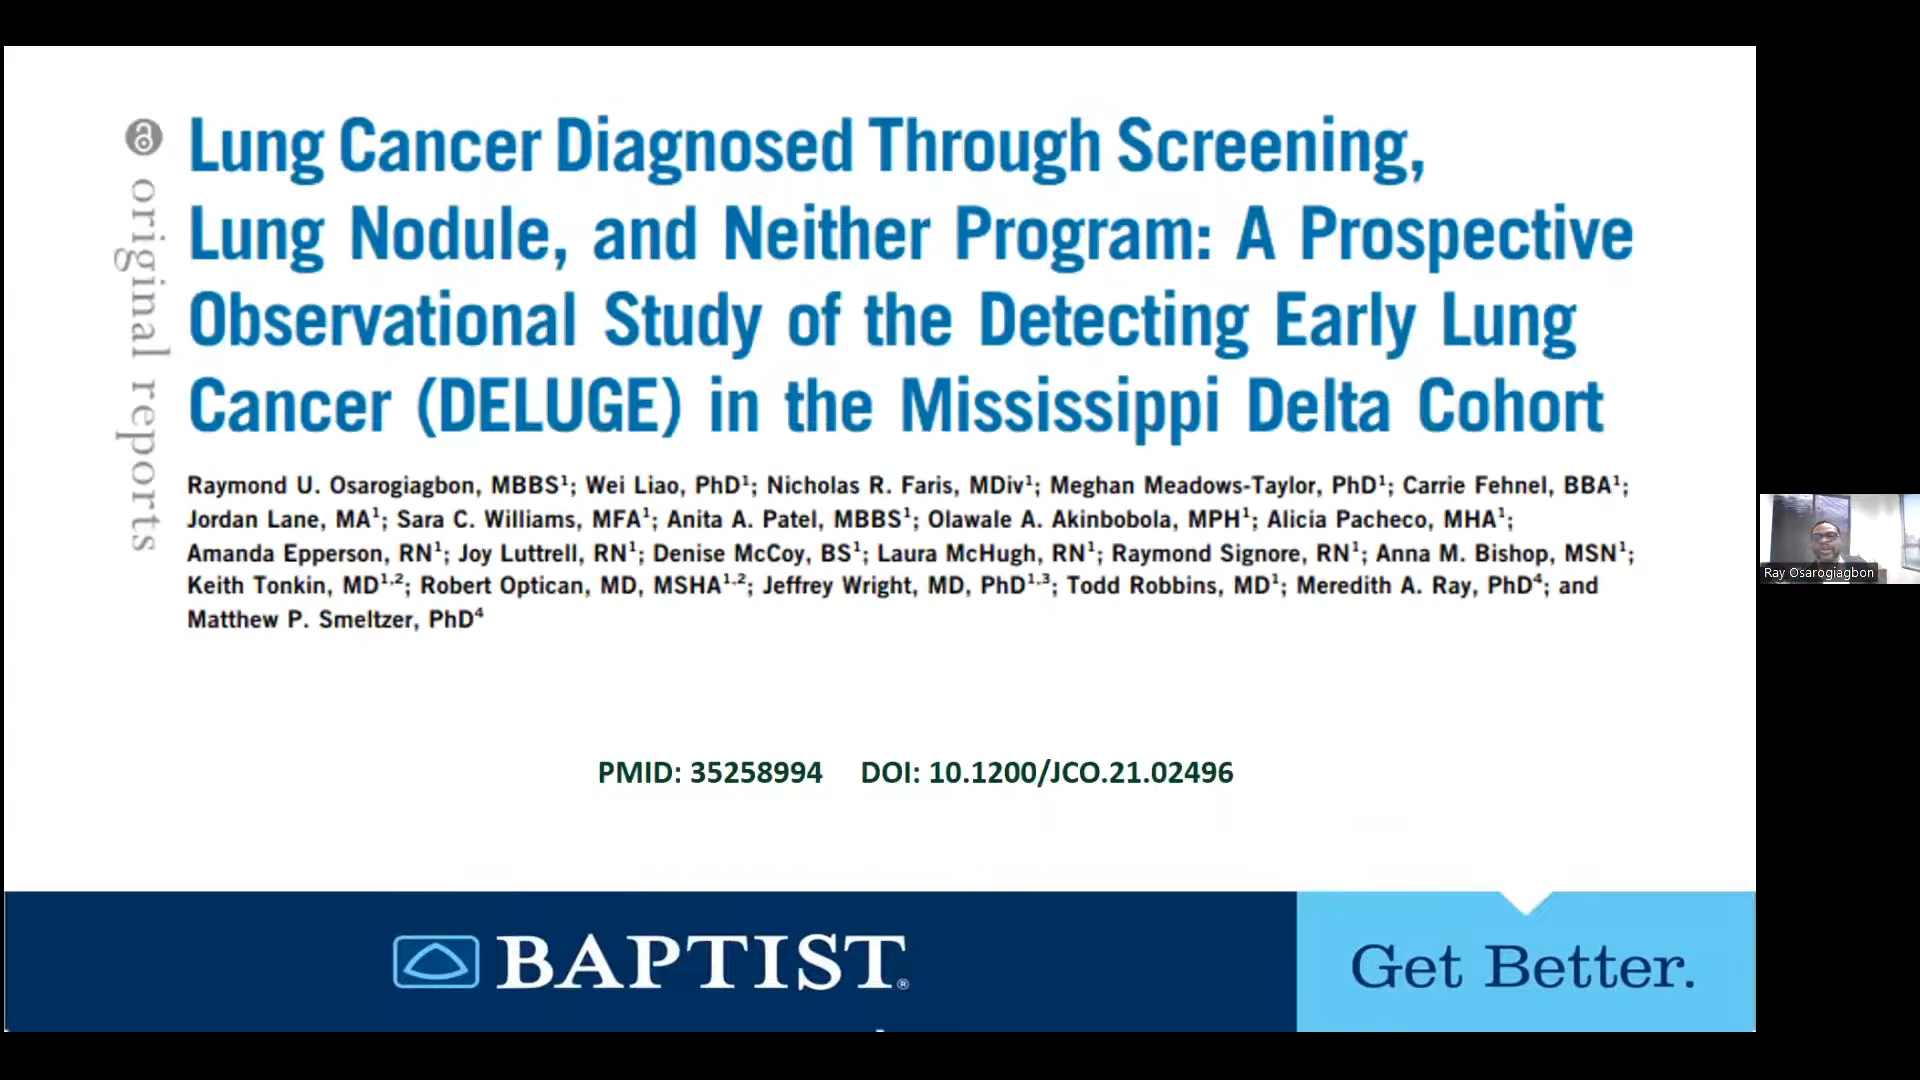 original reports
Lung Cancer Diagnosed Through Screening,
Lung Nodule, and Neither Program: A Prospective
Observational Study of the Detecting Early Lung
Cancer (DELUGE) in the Mississippi Delta Cohort
Raymond U. Osarogiagbon, MBBS¹; Wei Liao, PhD¹; Nicholas R. Faris, MDiv¹; Meghan Meadows-Taylor, PhD¹; Carrie Fehnel, BBA¹;
Jordan Lane, MA¹; Sara C. Williams, MFA¹; Anita A. Patel, MBBS¹; Olawale A. Akinbobola, MPH¹; Alicia Pacheco, MHA¹;
Amanda Epperson, RN¹; Joy Luttrell, RN¹; Denise McCoy, BS¹; Laura McHugh, RN¹; Raymond Signore, RN¹; Anna M. Bishop, MSN¹;
Keith Tonkin, MD¹,²; Robert Optican, MD, MSHA¹,²; Jeffrey Wright, MD, PhD¹,³; Todd Robbins, MD¹; Meredith A. Ray, PhD⁴; and
Matthew P. Smeltzer, PhD⁴
PMID: 35258994 DOI: 10.1200/JCO.21.02496
BAPTIST®
Get Better.
Ray Osarogiagbon